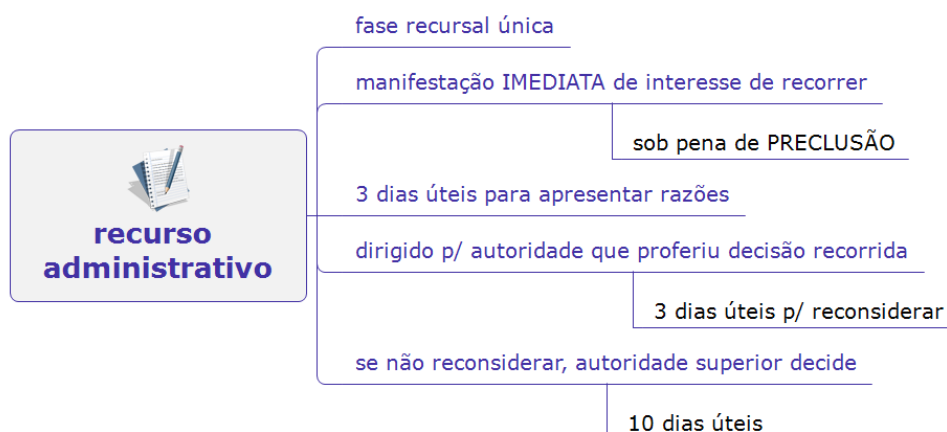 fase recursal única
manifestação IMEDIATA de interesse de recorrer
sob pena de PRECLUSÃO
recurso
administrativo
3 dias úteis para apresentar razões
dirigido p/ autoridade que proferiu decisão recorrida
3 dias úteis p/ reconsiderar
se não reconsiderar, autoridade superior decide
10 dias úteis